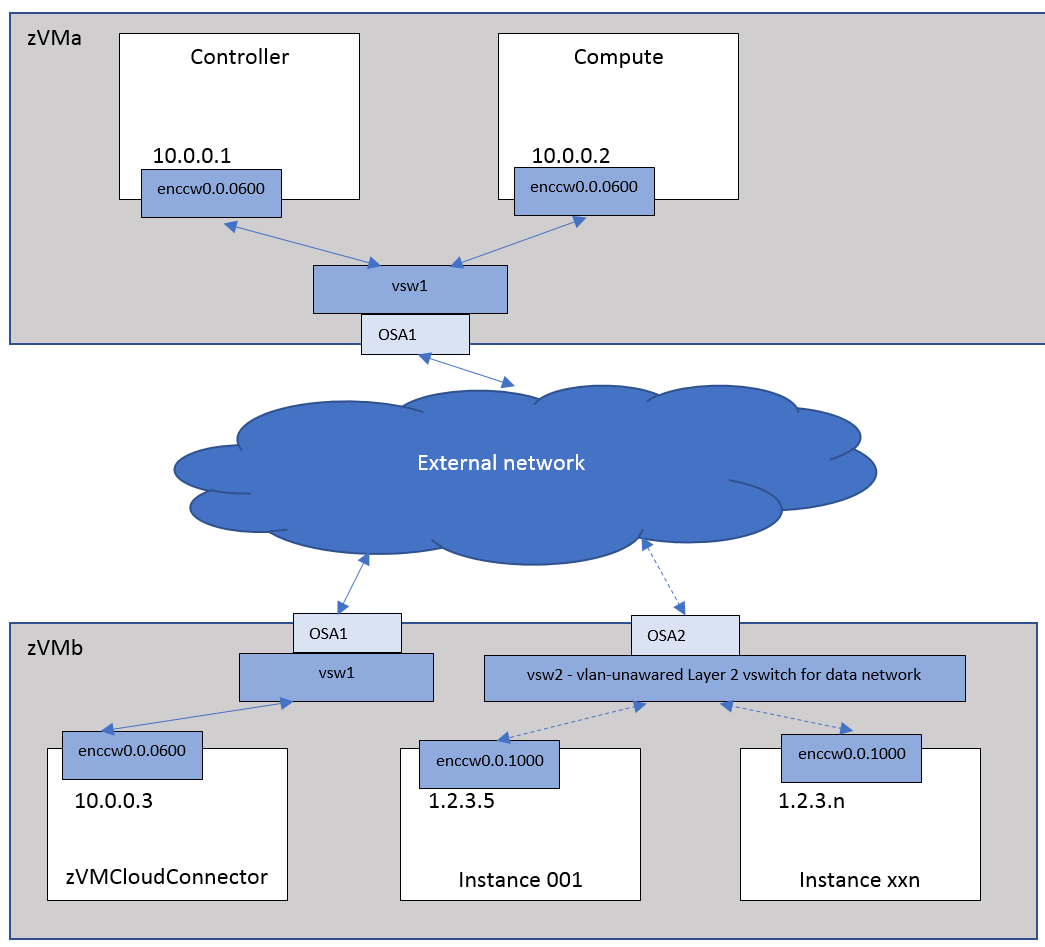 zVMa
Controller
Compute
10.0.0.1
10.0.0.2
enccw0.0.0600
enccw0.0.0600
vsw1
OSA1
External network
zVMb
OSA1
OSA2
vsw1
vsw2 - vlan-unawared Layer 2 vswitch for data network
enccw0.0.0600
enccw0.0.1000
enccw0.0.1000
10.0.0.3
1.2.3.5
1.2.3.n
zVMCloudConnector
Instance 001
Instance xxn